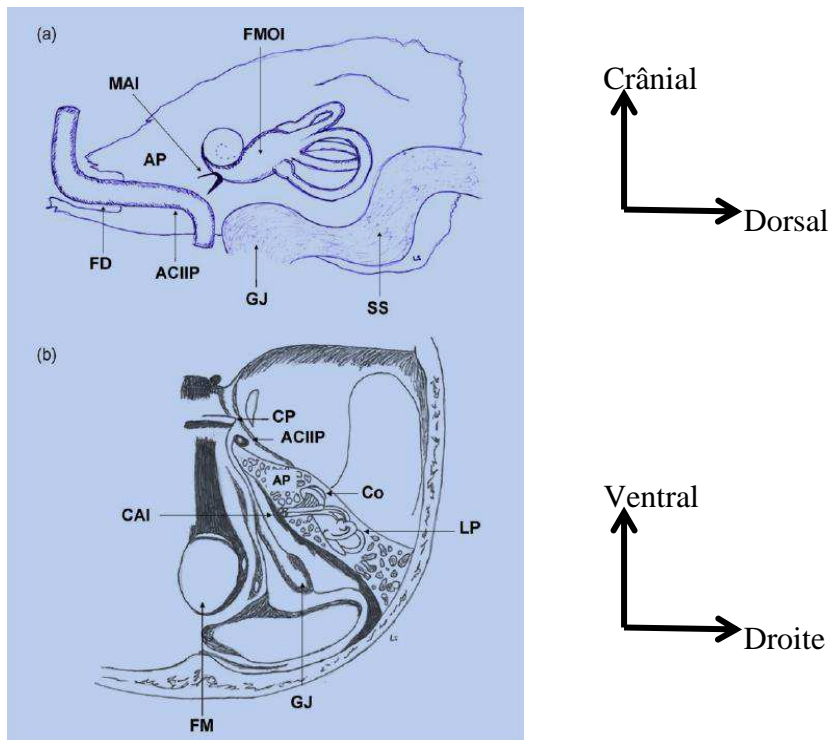 (a)
FMOI
MAI
AP
FD
ACIIP
GJ
SS
Crânial
Dorsal
(b)
CP
ACIIP
AP
Co
CAI
LP
FM
GJ
Ventral
Droite